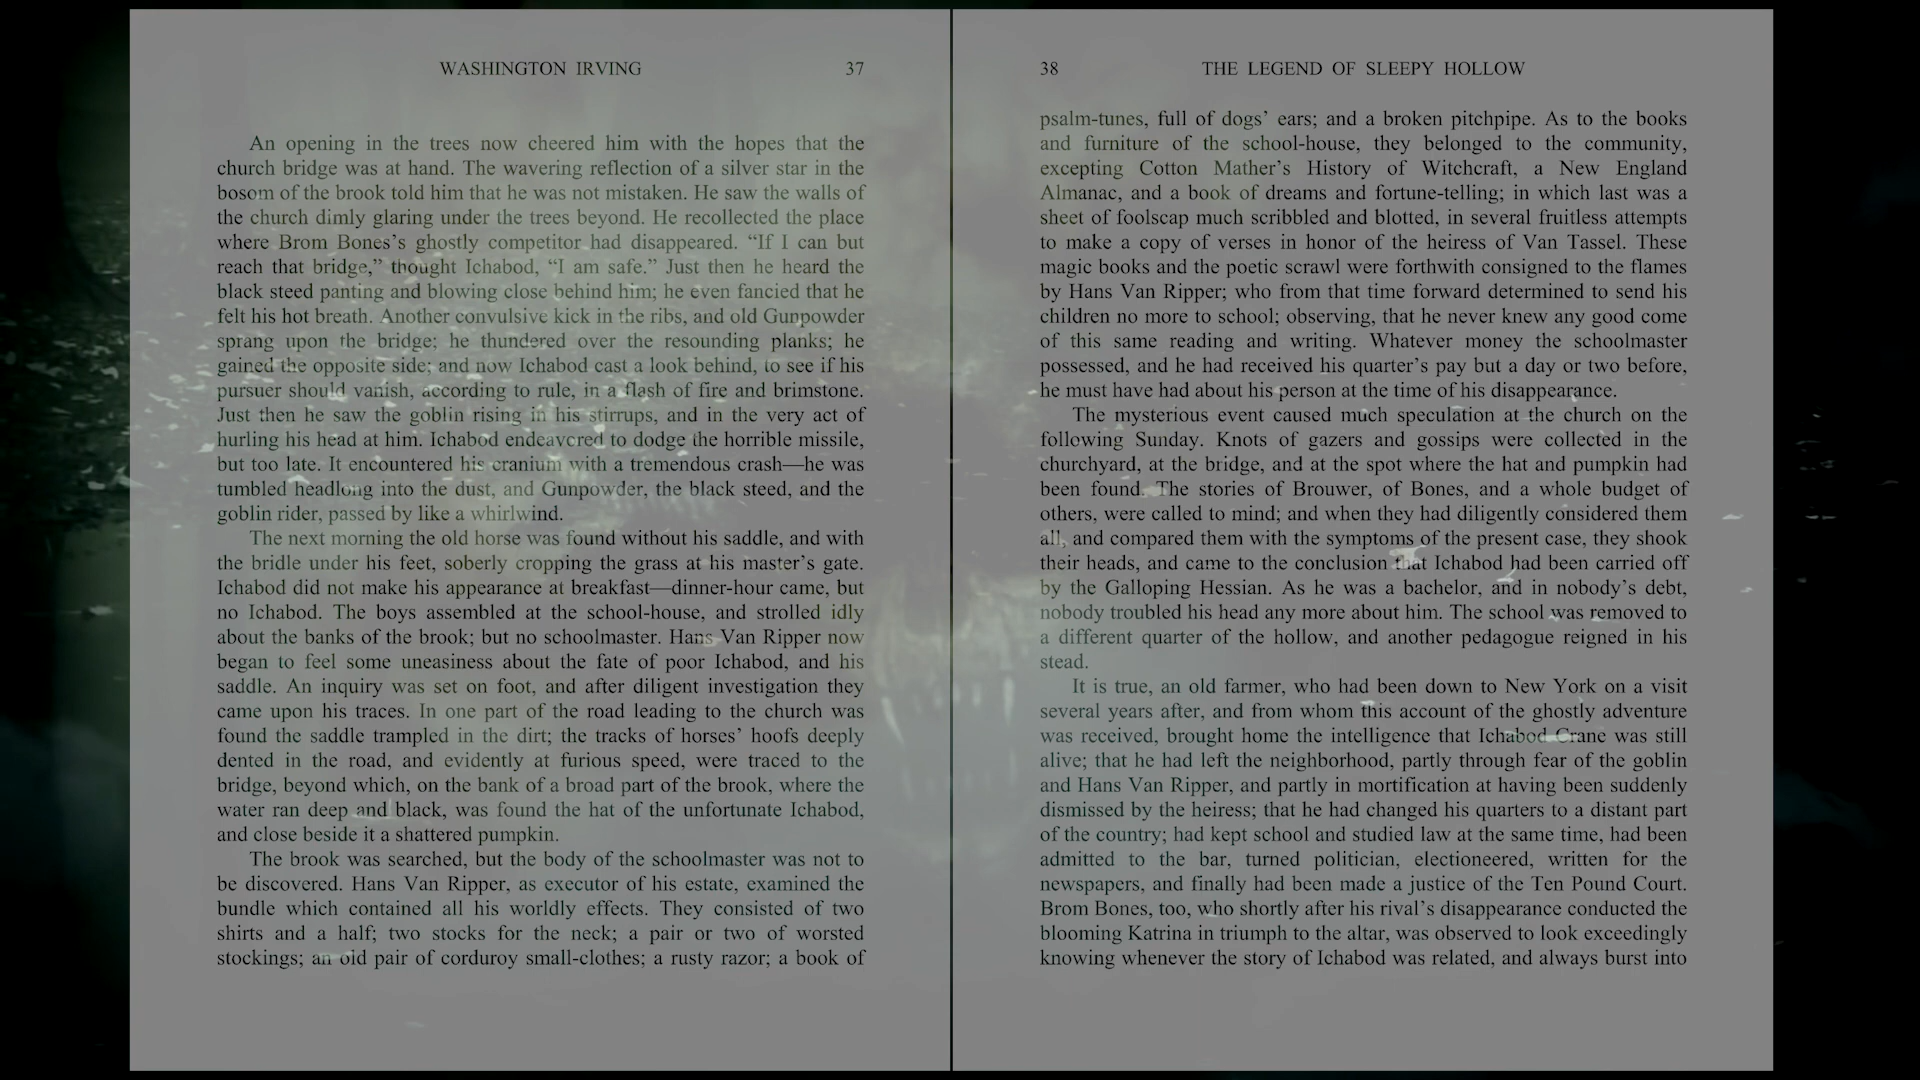 WASHINGTON IRVING 37
An opening in the trees now cheered him with the hopes that the
church bridge was at hand. The wavering reflection of a silver star in the
bosom of the brook told him that he was not mistaken. He saw the walls of
the church dimly glaring under the trees beyond. He recollected the place
where Brom Bones’s ghostly competitor had disappeared. “If I can but
reach that bridge,” thought Ichabod, “I am safe.” Just then he heard the
black steed panting and blowing close behind him; he even fancied that he
felt his hot breath. Another convulsive kick in the ribs, and old Gunpowder
sprang upon the bridge; he thundered over the resounding planks; he
gained the opposite side; and now Ichabod cast a look behind, to see if his
pursuer should vanish, according to rule, in a flash of fire and brimstone.
Just then he saw the goblin rising in his stirrups, and in the very act of
hurling his head at him. Ichabod endeavored to dodge the horrible missile,
but too late. It encountered his cranium with a tremendous crash—he was
tumbled headlong into the dust, and Gunpowder, the black steed, and the
goblin rider, passed by like a whirlwind.
The next morning the old horse was found without his saddle, and with
the bridle under his feet, soberly cropping the grass at his master’s gate.
Ichabod did not make his appearance at breakfast—dinner-hour came, but
no Ichabod. The boys assembled at the school-house, and strolled idly
about the banks of the brook; but no schoolmaster. Hans Van Ripper now
began to feel some uneasiness about the fate of poor Ichabod, and his
saddle. An inquiry was set on foot, and after diligent investigation they
came upon his traces. In one part of the road leading to the church was
found the saddle trampled in the dirt; the tracks of horses’ hoofs deeply
dented in the road, and evidently at furious speed, were traced to the
bridge, beyond which, on the bank of a broad part of the brook, where the
water ran deep and black, was found the hat of the unfortunate Ichabod,
and close beside it a shattered pumpkin.
The brook was searched, but the body of the schoolmaster was not to
be discovered. Hans Van Ripper, as executor of his estate, examined the
bundle which contained all his worldly effects. They consisted of two
shirts and a half; two stocks for the neck; a pair or two of worsted
stockings; an old pair of corduroy small-clothes; a rusty razor; a book of
38 THE LEGEND OF SLEEPY HOLLOW
psalm-tunes, full of dogs’ ears; and a broken pitchpipe. As to the books
and furniture of the school-house, they belonged to the community,
excepting Cotton Mather’s History of Witchcraft, a New England
Almanac, and a book of dreams and fortune-telling; in which last was a
sheet of foolscap much scribbled and blotted, in several fruitless attempts
to make a copy of verses in honor of the heiress of Van Tassel. These
magic books and the poetic scrawl were forthwith consigned to the flames
by Hans Van Ripper; who from that time forward determined to send his
children no more to school; observing, that he never knew any good come
of this same reading and writing. Whatever money the schoolmaster
possessed, and he had received his quarter’s pay but a day or two before,
he must have had about his person at the time of his disappearance.
The mysterious event caused much speculation at the church on the
following Sunday. Knots of gazers and gossips were collected in the
churchyard, at the bridge, and at the spot where the hat and pumpkin had
been found. The stories of Brouwer, of Bones, and a whole budget of
others, were called to mind; and when they had diligently considered them
all, and compared them with the symptoms of the present case, they shook
their heads, and came to the conclusion that Ichabod had been carried off
by the Galloping Hessian. As he was a bachelor, and in nobody’s debt,
nobody troubled his head any more about him. The school was removed to
a different quarter of the hollow, and another pedagogue reigned in his
stead.
It is true, an old farmer, who had been down to New York on a visit
several years after, and from whom this account of the ghostly adventure
was received, brought home the intelligence that Ichabod Crane was still
alive; that he had left the neighborhood, partly through fear of the goblin
and Hans Van Ripper, and partly in mortification at having been suddenly
dismissed by the heiress; that he had changed his quarters to a distant part
of the country; had kept school and studied law at the same time, had been
admitted to the bar, turned politician, electioneered, written for the
newspapers, and finally had been made a justice of the Ten Pound Court.
Brom Bones, too, who shortly after his rival’s disappearance conducted the
blooming Katrina in triumph to the altar, was observed to look exceedingly
knowing whenever the story of Ichabod was related, and always burst into